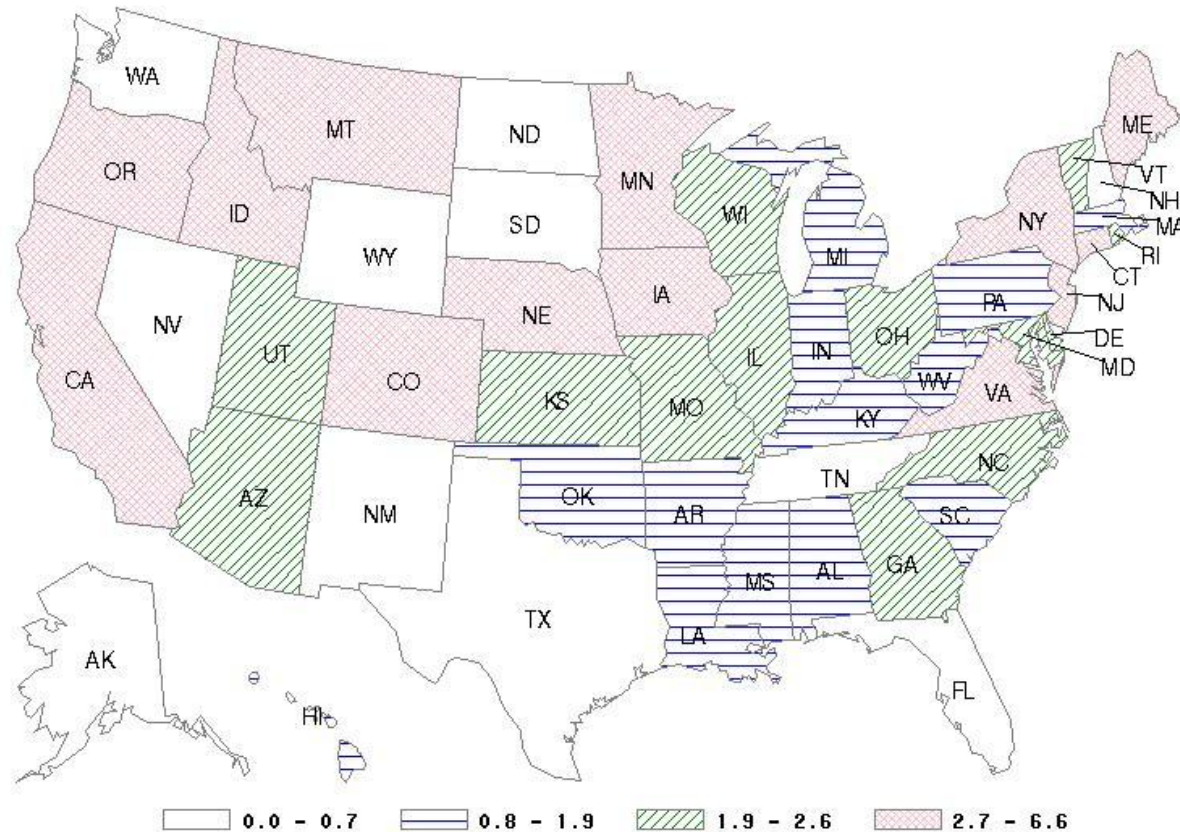 WA
MT
ND
ME
OR
MN
VT
ID
SD
WI
NH
NY
MA
WY
MI
RI
CT
IA
NE
PA
NJ
NV
OH
DE
UT
IL
IN
MD
CA
CO
WV
VA
KS
MO
KY
NC
TN
AZ
OK
NM
AR
SC
GA
MS
AL
TX
LA
AK
FL
HI
0.0 - 0.7 0.8 - 1.9 1.9 - 2.6 2.7 - 6.6